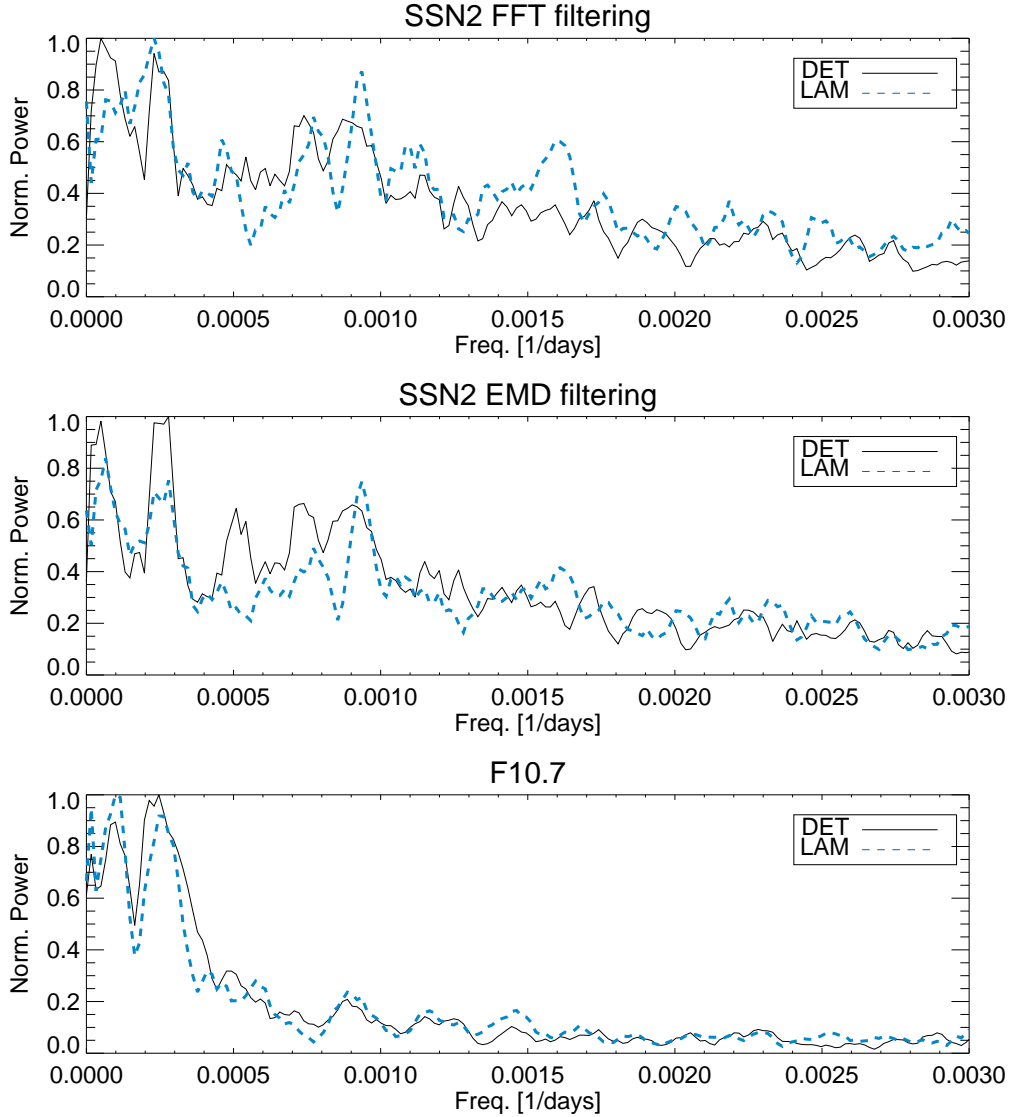 SSN2 FFT filtering
Norm. Power
1.0
0.8
0.6
0.4
0.2
0.0
DET
LAM
0.0000 0.0005 0.0010 0.0015 0.0020 0.0025 0.0030
Freq. [1/days]
SSN2 EMD filtering
Norm. Power
1.0
0.8
0.6
0.4
0.2
0.0
DET
LAM
0.0000 0.0005 0.0010 0.0015 0.0020 0.0025 0.0030
Freq. [1/days]
F10.7
Norm. Power
1.0
0.8
0.6
0.4
0.2
0.0
DET
LAM
0.0000 0.0005 0.0010 0.0015 0.0020 0.0025 0.0030
Freq. [1/days]